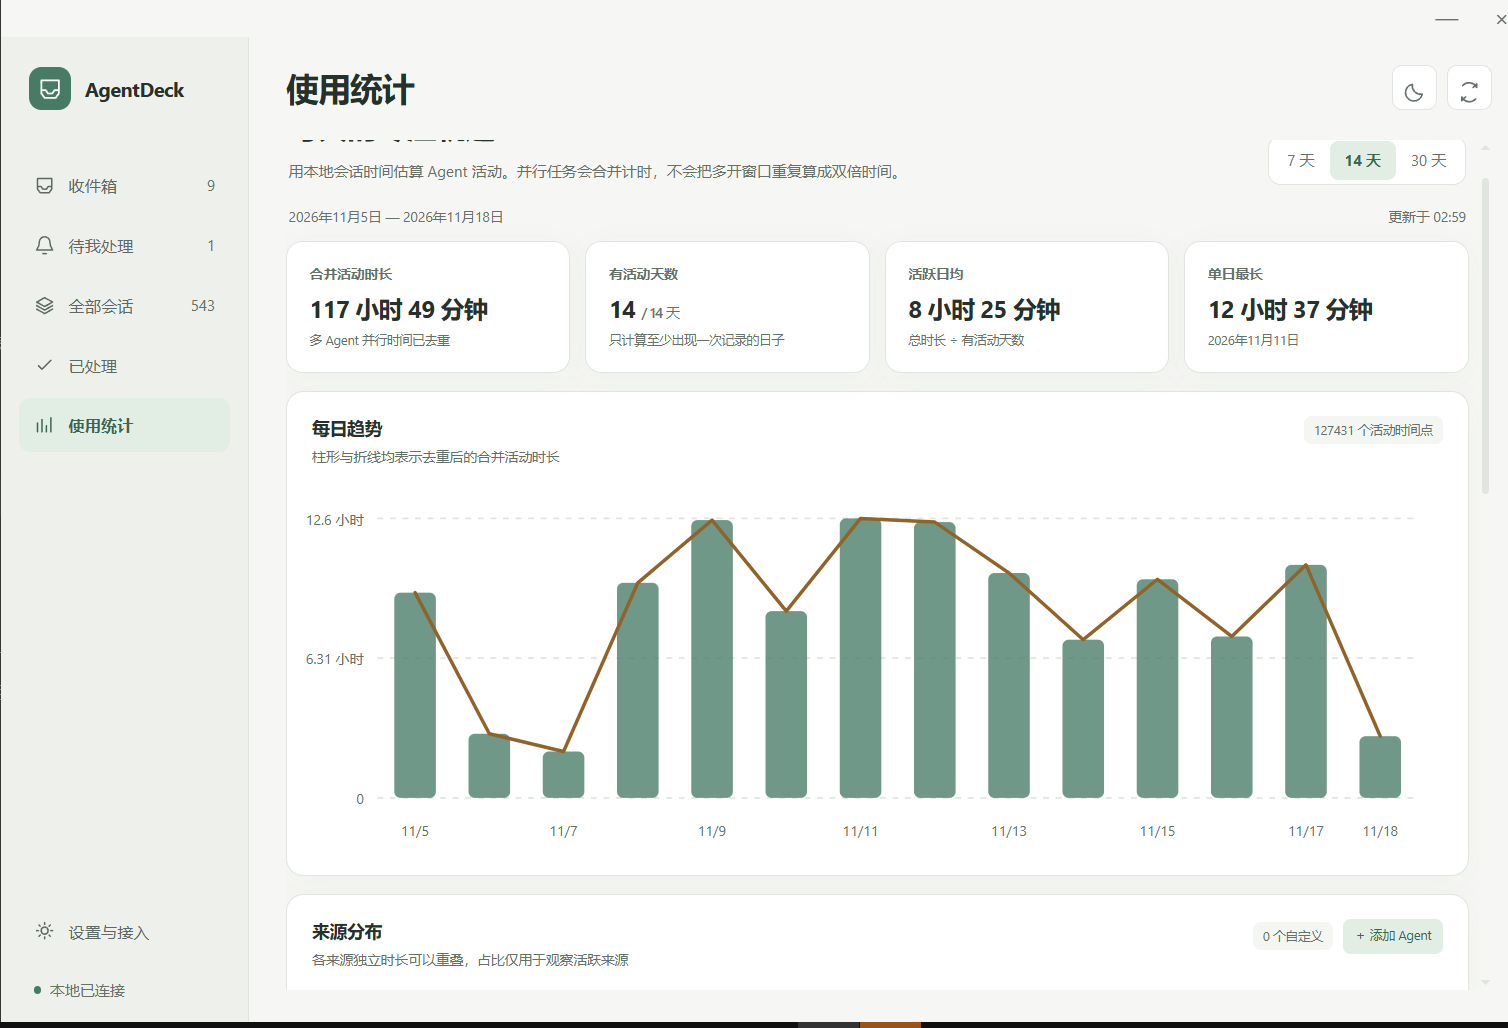 AgentDeck
收件箱 9
待我处理 1
全部会话 543
已处理
使用统计
设置与接入
本地已连接
使用统计
用本地会话时间估算 Agent 活动。并行任务会合并计时，不会把多开窗口重复算成双倍时间。
7 天 14 天 30 天
2026年11月5日 — 2026年11月18日
更新于 02:59
合并活动时长
117 小时 49 分钟
多 Agent 并行时间已去重
有活动天数
14 / 14 天
只计算至少出现一次记录的日子
活跃日均
8 小时 25 分钟
总时长 ÷ 有活动天数
单日最长
12 小时 37 分钟
2026年11月11日
每日趋势
127431 个活动时间点
柱形与折线均表示去重后的合并活动时长
12.6 小时
6.31 小时
0
11/5 11/7 11/9 11/11 11/13 11/15 11/17 11/18
来源分布
0 个自定义
+ 添加 Agent
各来源独立时长可以重叠，占比仅用于观察活跃来源